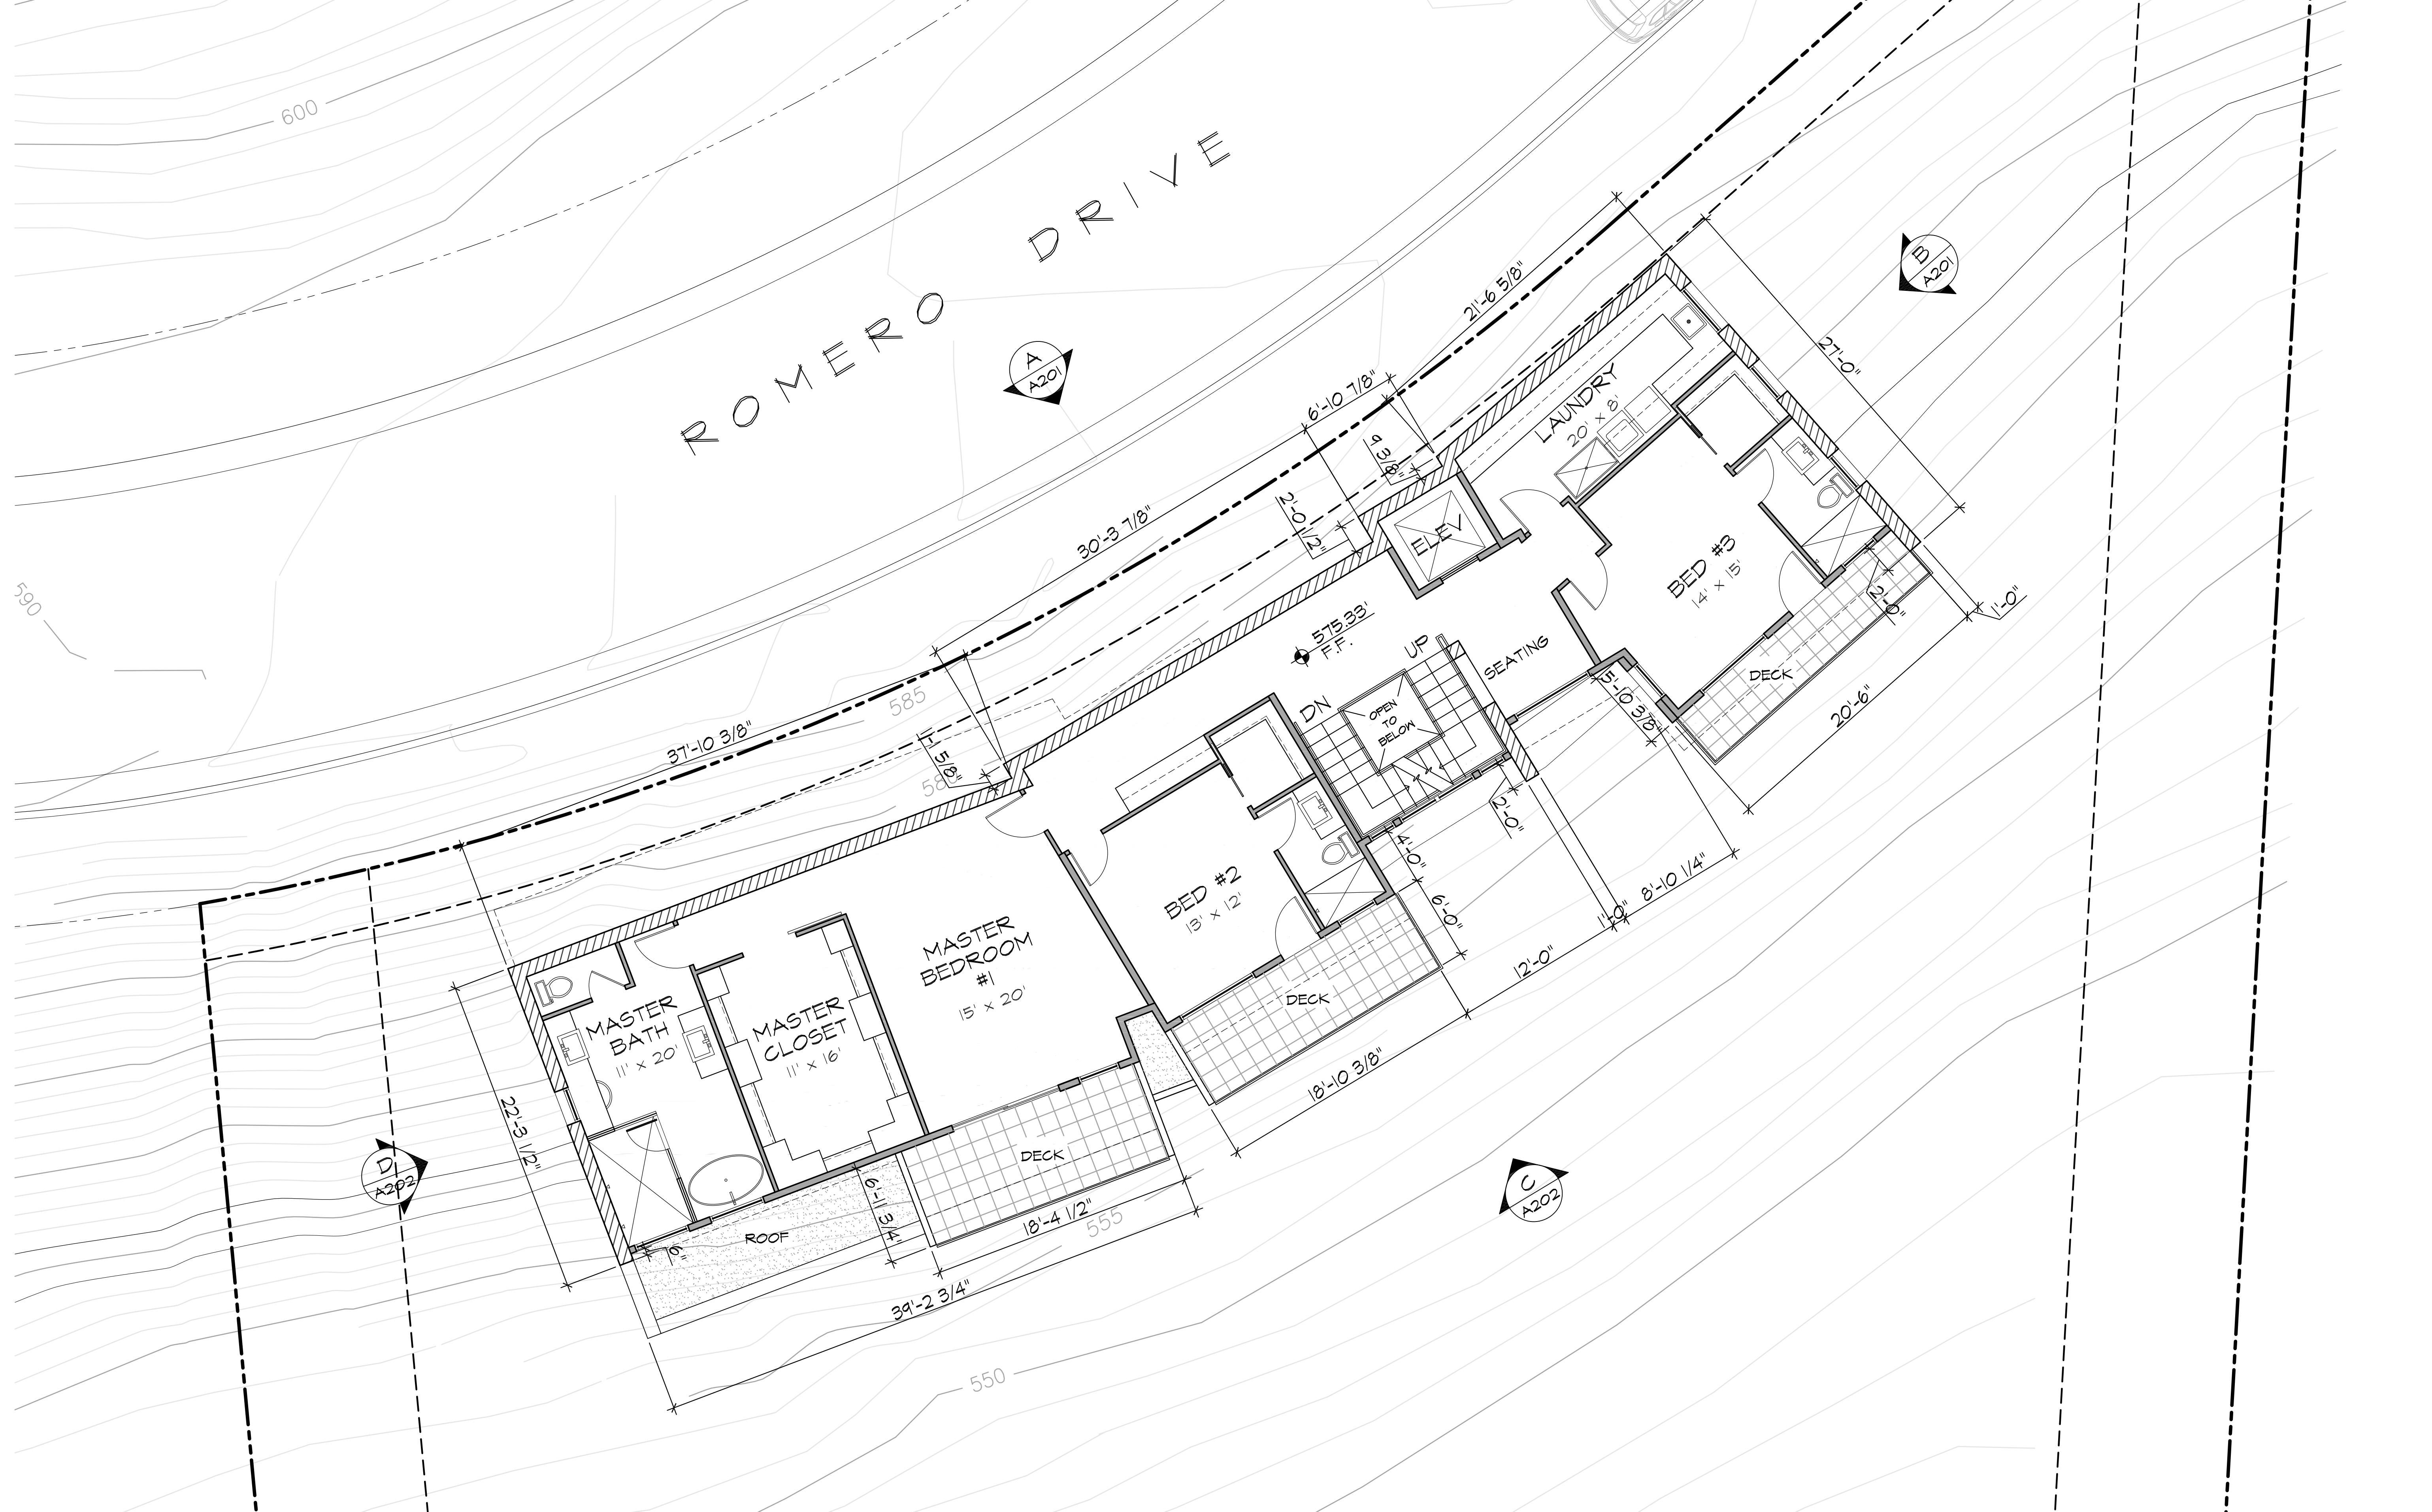 600
ROMERO DRIVE
B
A201
A
A201
21'-6 5/8"
27'-0"
6'-10 7/8"
9 3/8"
LAUNDRY
20' x 8'
30'-3 7/8"
2'-0 1/2"
ELEV
BED #3
14' x 15'
590
2'-0"
1'-0"
575.33'
F.F.
UP
SEATING
DECK
5'-10 3/8"
20'-6"
585
DN
OPEN
TO
BELOW
37'-10 3/8"
2'-0"
4'-0"
BED #2
13' x 12'
6'-0"
8'-10 1/4"
1'-0"
12'-0"
MASTER
BEDROOM
#1
15' x 20'
DECK
MASTER
BATH
11' x 20'
MASTER
CLOSET
11' x 16'
18'-10 3/8"
22'-3 1/2"
D
A202
DECK
C
A202
6'-11 3/4"
18'-4 1/2"
555
ROOF
6"
39'-2 3/4"
550